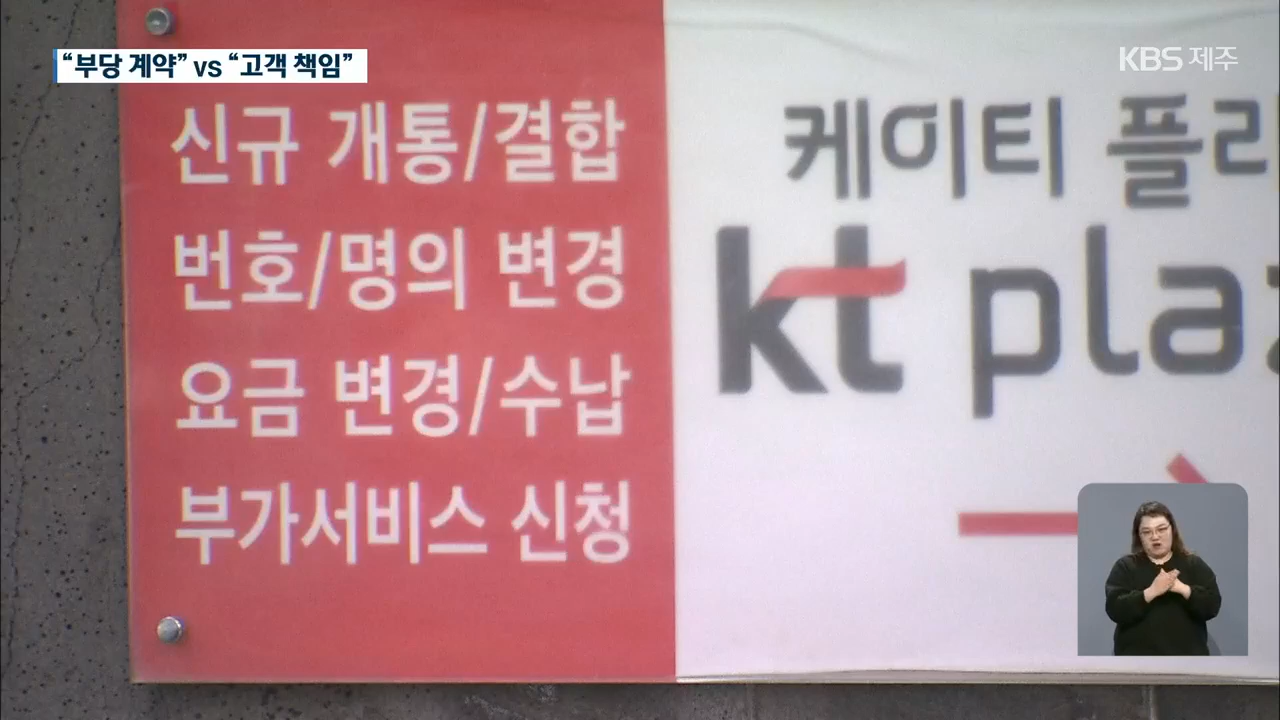 “부당 계약” vs “고객 책임”
KBS 제주
신규 개통/결합
번호/명의 변경
요금 변경/수납
부가서비스 신청
케이티 플라
kt plaz